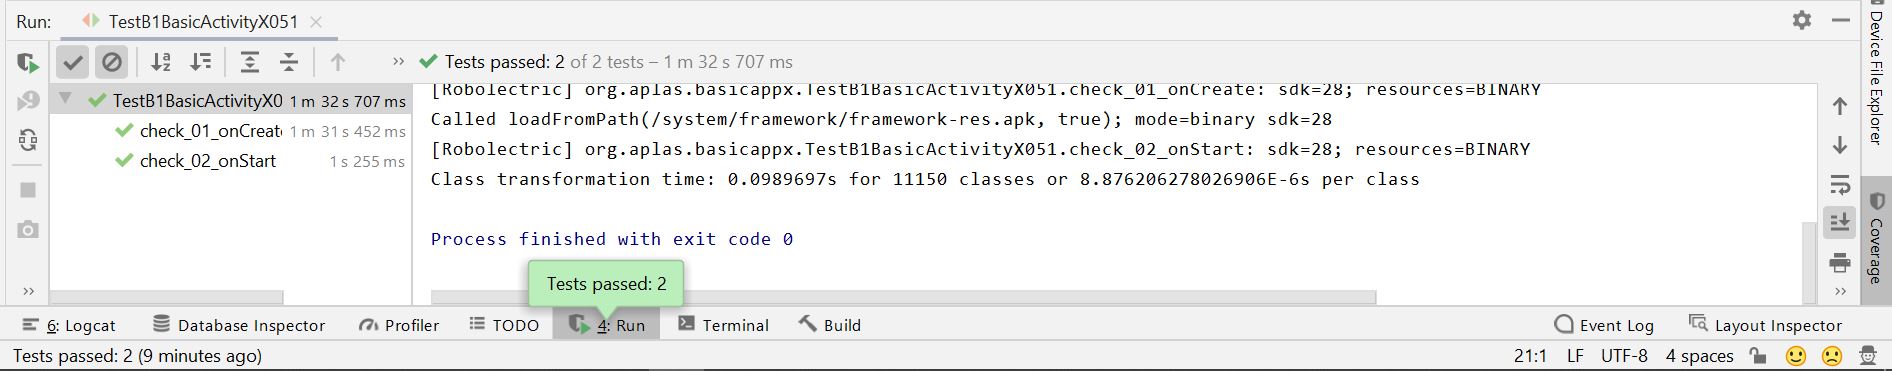 Run: TestB1BasicActivityX051
Tests passed: 2 of 2 tests – 1 m 32 s 707 ms
TestB1BasicActivityX0 1 m 32 s 707 ms
check_01_onCreat 1 m 31 s 452 ms
check_02_onStart 1 s 255 ms
[Robolectric] org.aplas.basicappx.TestB1BasicActivityX051.check_01_onCreate: sdk=28; resources=BINARY
Called loadFromPath(/system/framework/framework-res.apk, true); mode=binary sdk=28
[Robolectric] org.aplas.basicappx.TestB1BasicActivityX051.check_02_onStart: sdk=28; resources=BINARY
Class transformation time: 0.0989697s for 11150 classes or 8.876206278026906E-6s per class
Process finished with exit code 0
Tests passed: 2
Device File Explorer
Coverage
6: Logcat Database Inspector Profiler TODO 4: Run Terminal Build Event Log Layout Inspector
Tests passed: 2 (9 minutes ago) 21:1 LF UTF-8 4 spaces